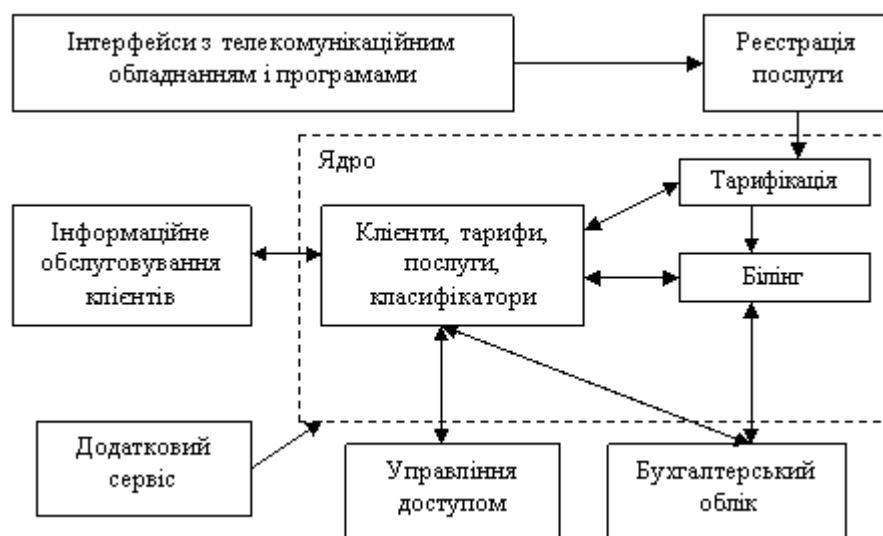 Інтерфейси з телекомунікаційним
обладнанням і програмами
Реєстрація
послуги
Ядро
Тарифікація
Інформаційне
обслуговування
клієнтів
Клієнти, тарифи,
послуги,
класифікатори
Білінг
Додатковий
сервіс
Управління
доступом
Бухгалтерський
облік